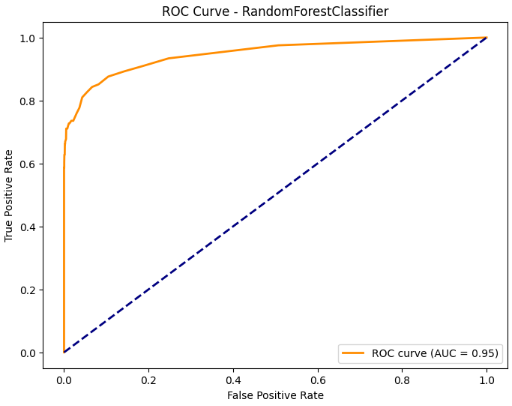 ROC Curve - RandomForestClassifier
True Positive Rate
1.0
0.8
0.6
0.4
0.2
0.0
ROC curve (AUC = 0.95)
0.0 0.2 0.4 0.6 0.8 1.0
False Positive Rate